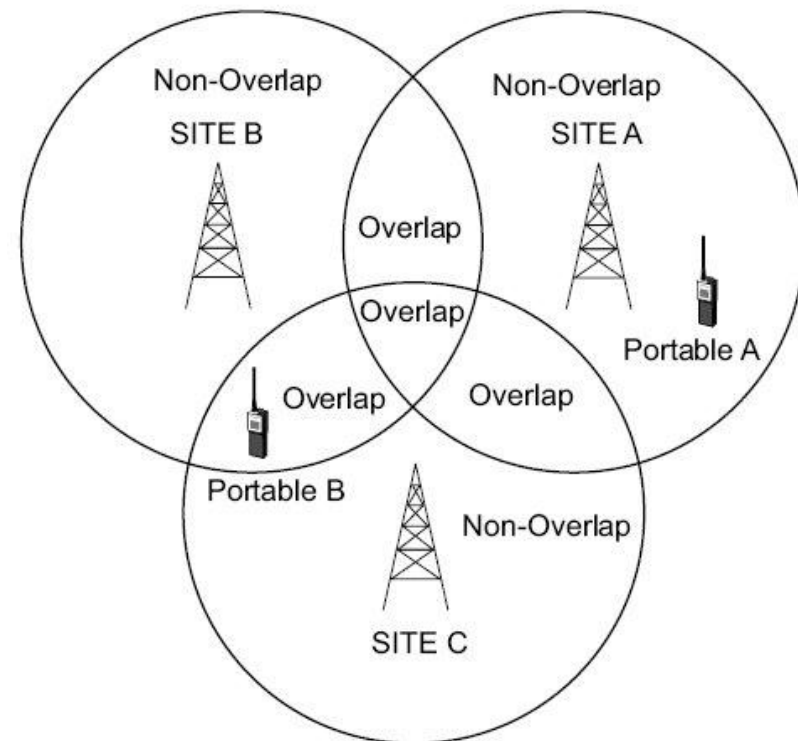 Non-Overlap
SITE B
Non-Overlap
SITE A
Overlap
Overlap
Portable A
Overlap
Overlap
Portable B
Non-Overlap
SITE C